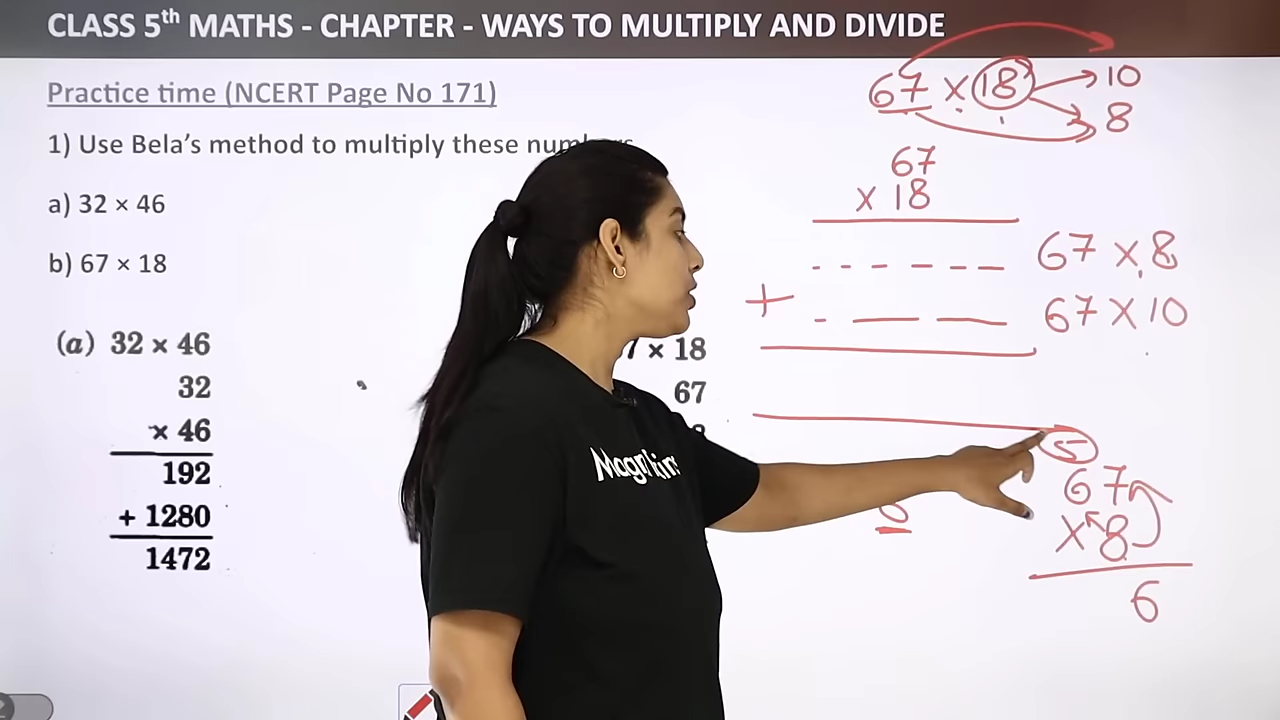 CLASS 5th MATHS - CHAPTER - WAYS TO MULTIPLY AND DIVIDE
Practice time (NCERT Page No 171)
1) Use Bela's method to multiply these numbers
a) 32 × 46
b) 67 × 18
(a) 32 × 46
32
× 46
192
+ 1280
1472
7 × 18
67
8
67 × 18
10
8
67
× 18
67 × 8
+
67 × 10
5
67
× 8
6